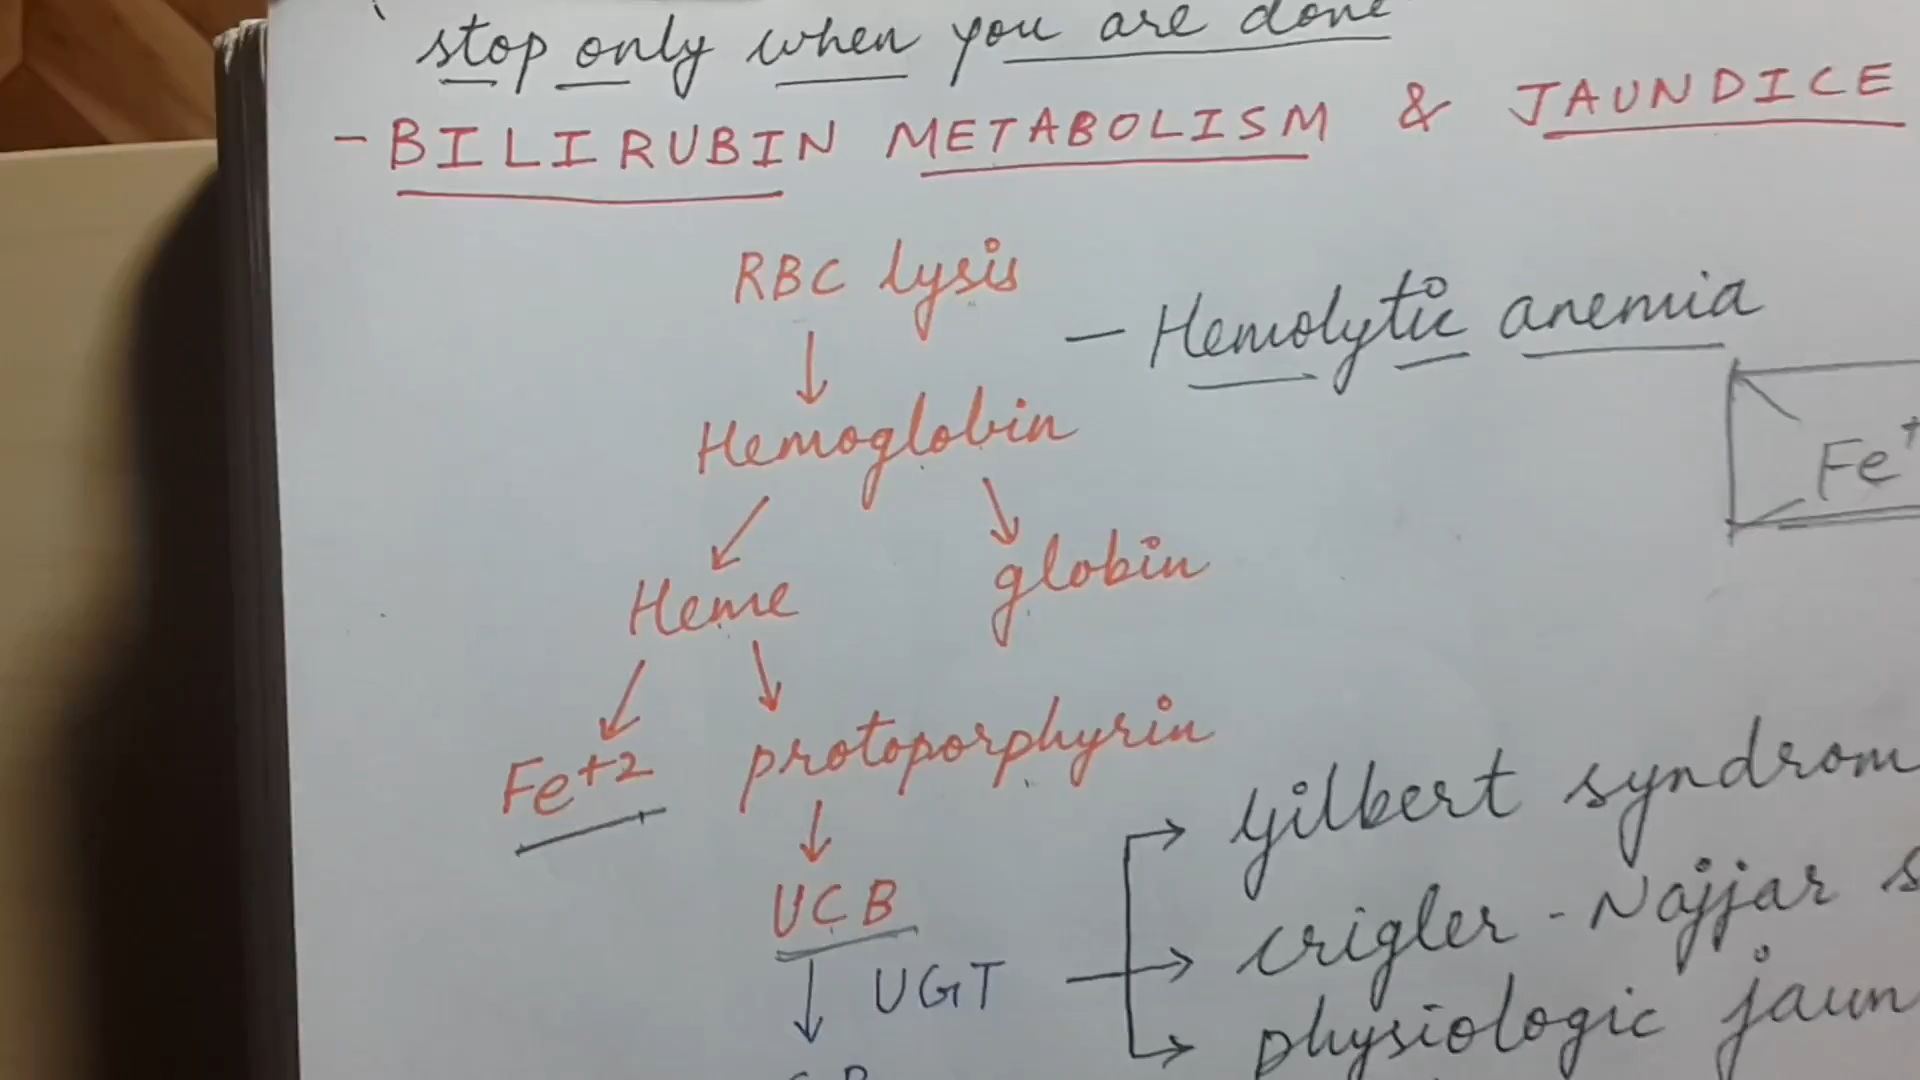 stop only when you are done
- BILIRUBIN METABOLISM & JAUNDICE
RBC lysis
- Hemolytic anemia
Hemoglobin
Fe+
Heme
globin
Fe+2
protoporphyrin
Gilbert syndrom
UCB
UGT
crigler - Najjar s
physiologic jaun